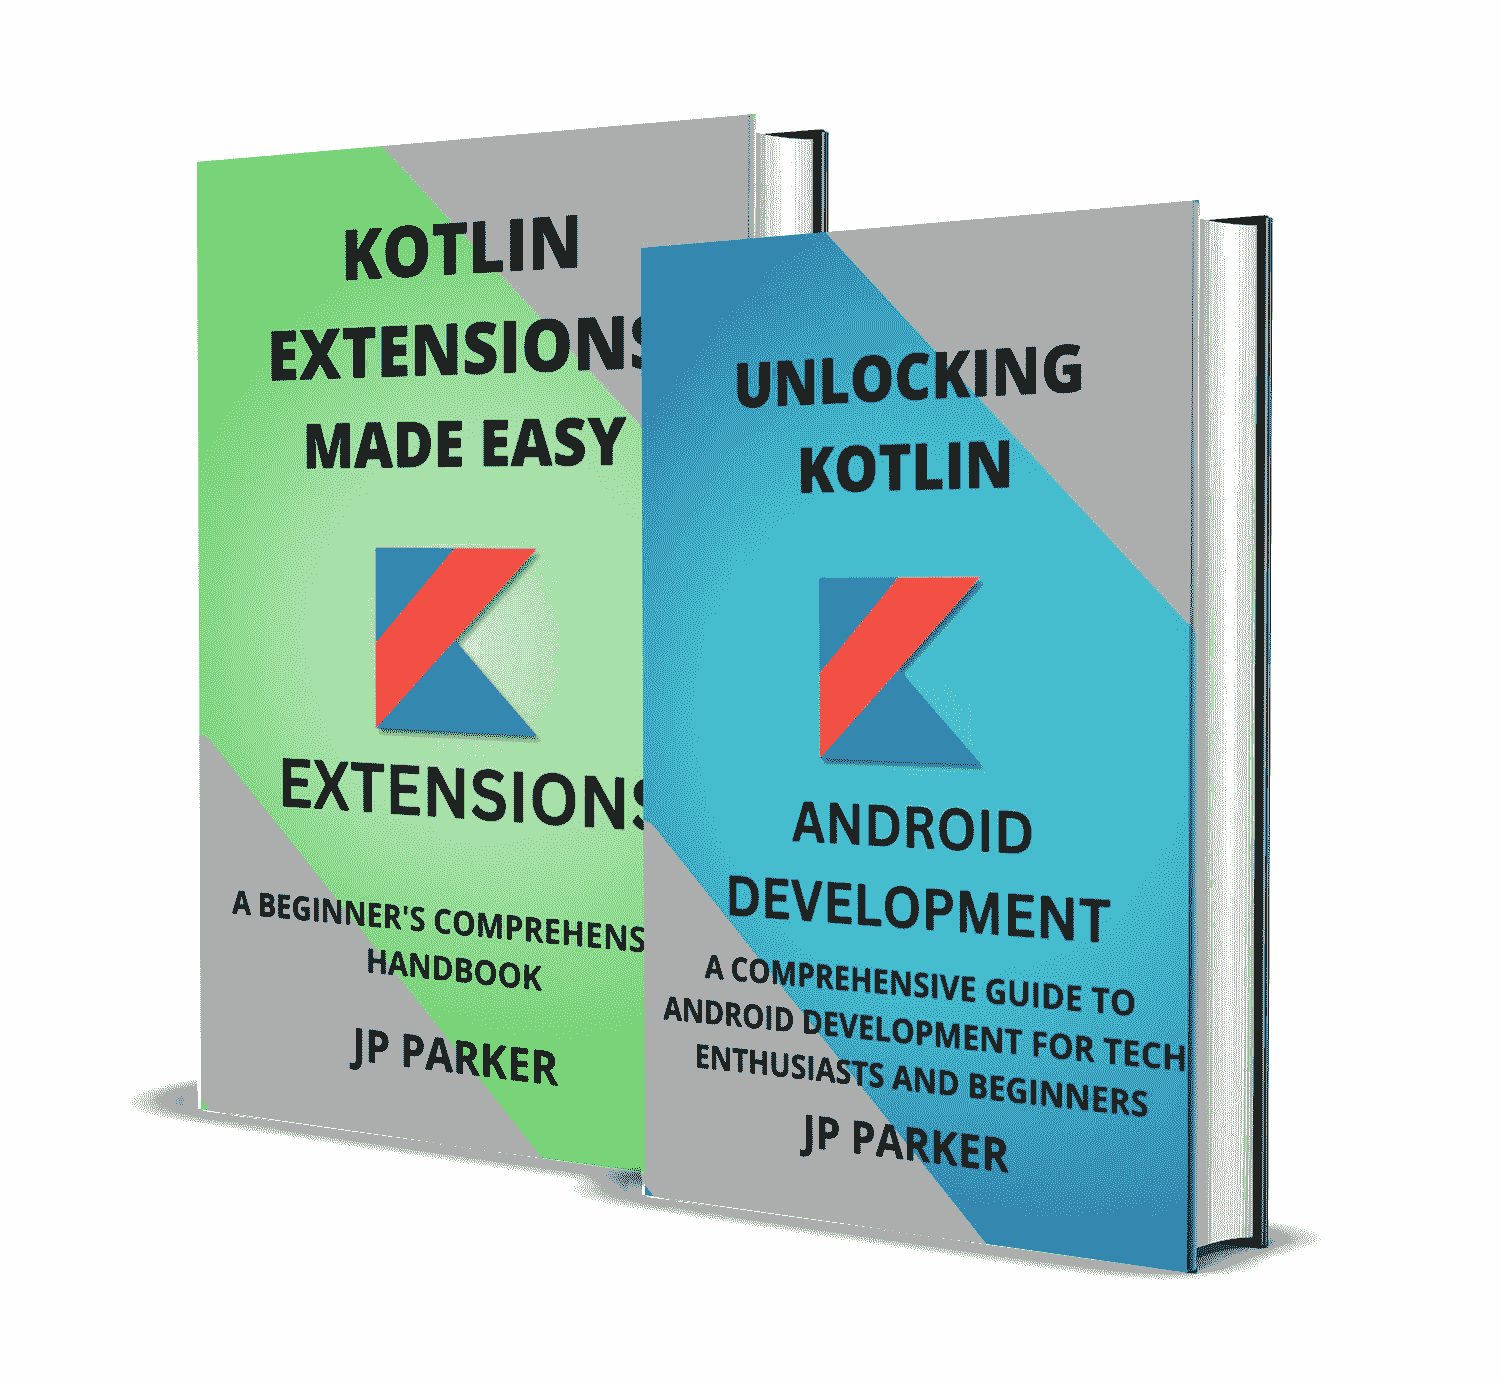 KOTLIN
EXTENSIONS
MADE EASY
EXTENSIONS
A BEGINNER'S COMPREHENS
HANDBOOK
JP PARKER
UNLOCKING
KOTLIN
ANDROID
DEVELOPMENT
A COMPREHENSIVE GUIDE TO
ANDROID DEVELOPMENT FOR TECH
ENTHUSIASTS AND BEGINNERS
JP PARKER